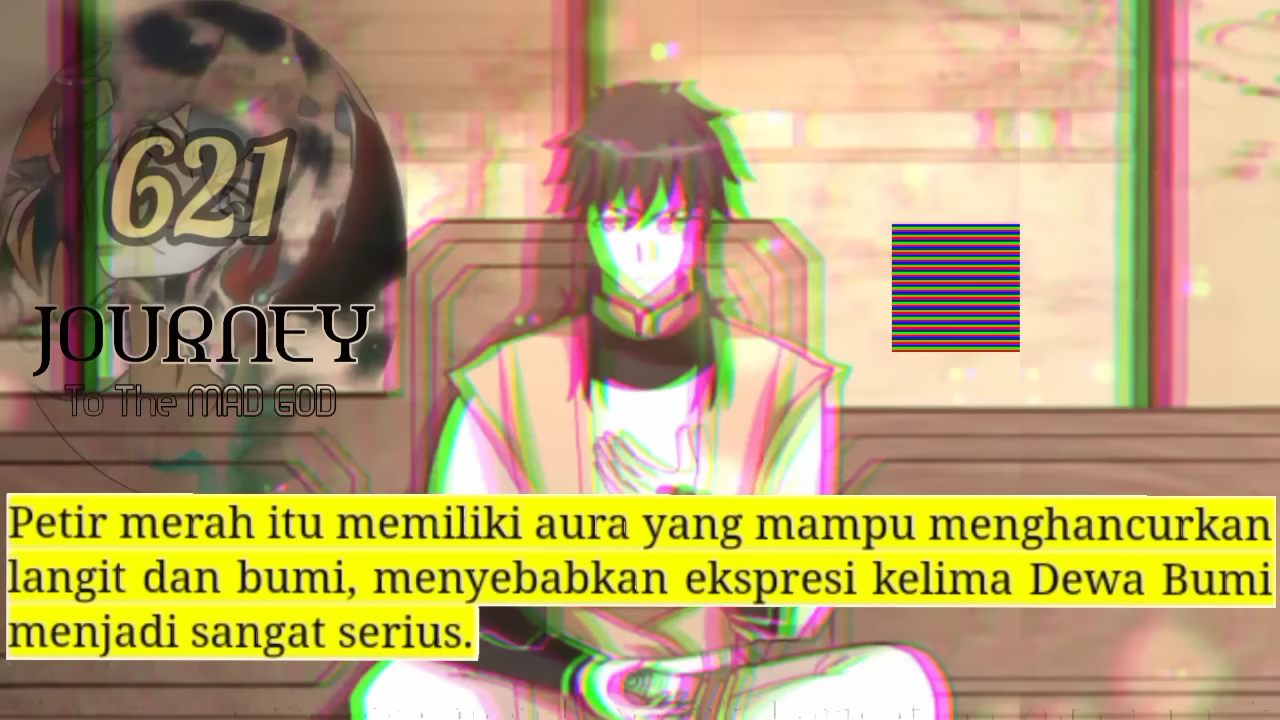 621
JOURNEY
To The MAD GOD
Petir merah itu memiliki aura yang mampu menghancurkan
langit dan bumi, menyebabkan ekspresi kelima Dewa Bumi
menjadi sangat serius.